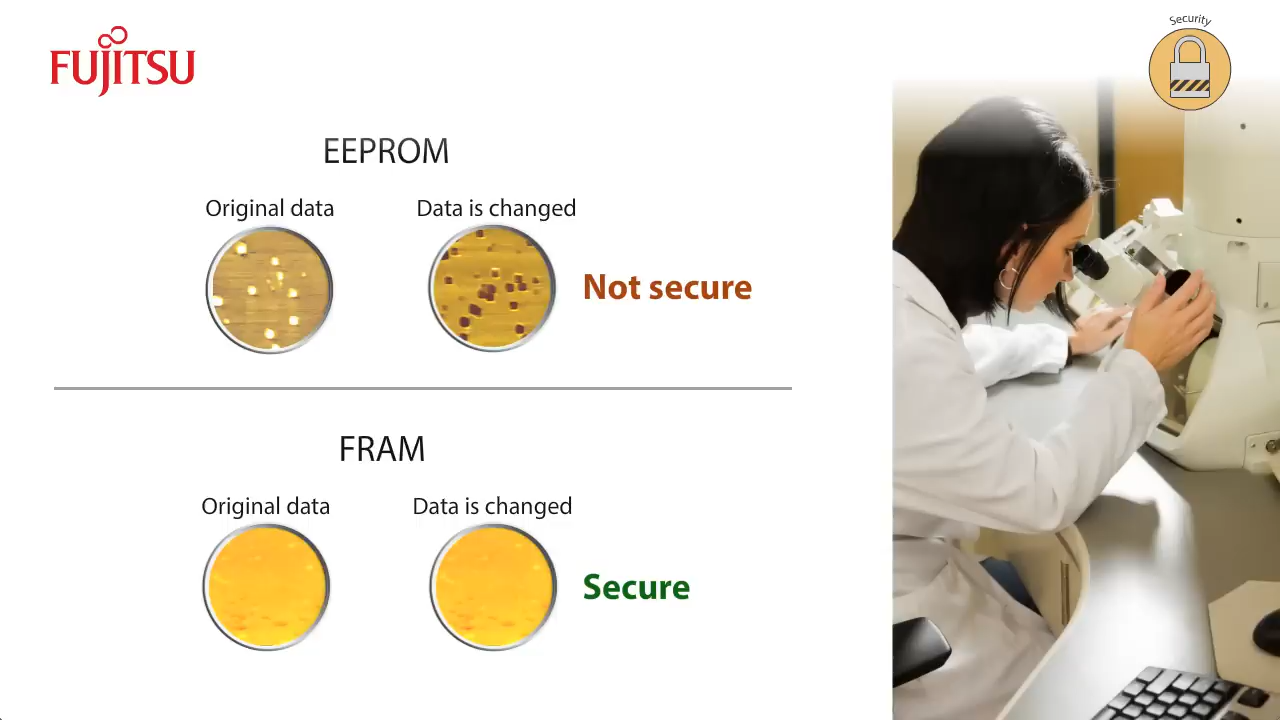 FUJITSU
Security
EEPROM
Original data
Data is changed
Not secure
FRAM
Original data
Data is changed
Secure